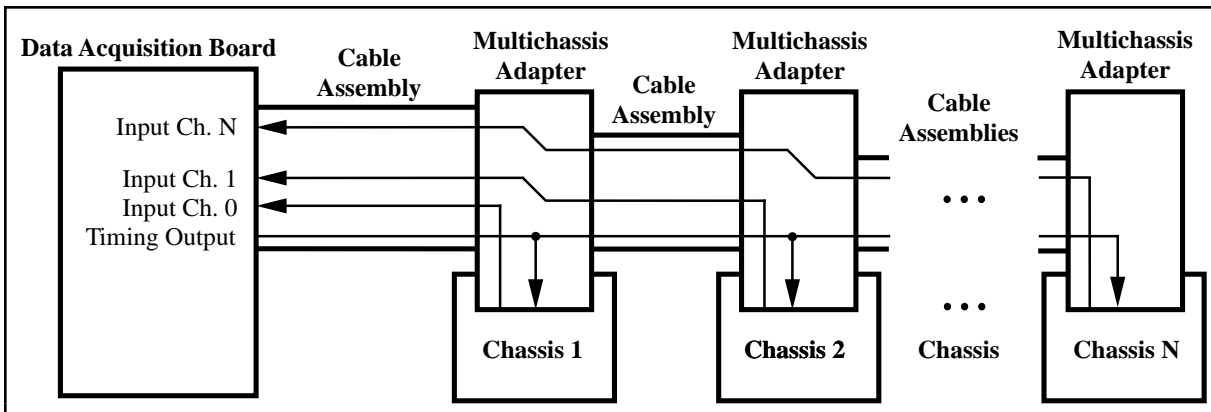 Data Acquisition Board
Cable
Assembly
Multichassis
Adapter
Cable
Assembly
Multichassis
Adapter
Cable
Assemblies
Multichassis
Adapter
Input Ch. N
Input Ch. 1
Input Ch. 0
Timing Output
• • •
• • •
Chassis 1
Chassis 2
Chassis
Chassis N